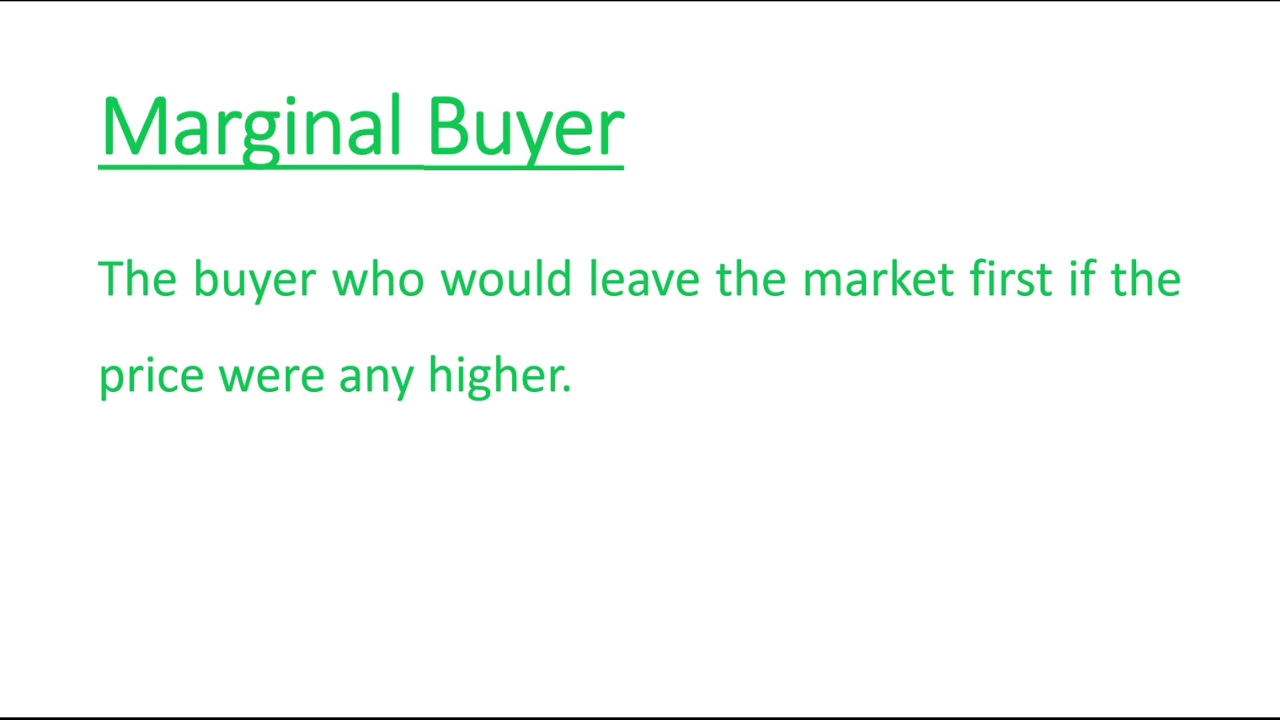 Marginal Buyer
The buyer who would leave the market first if the
price were any higher.